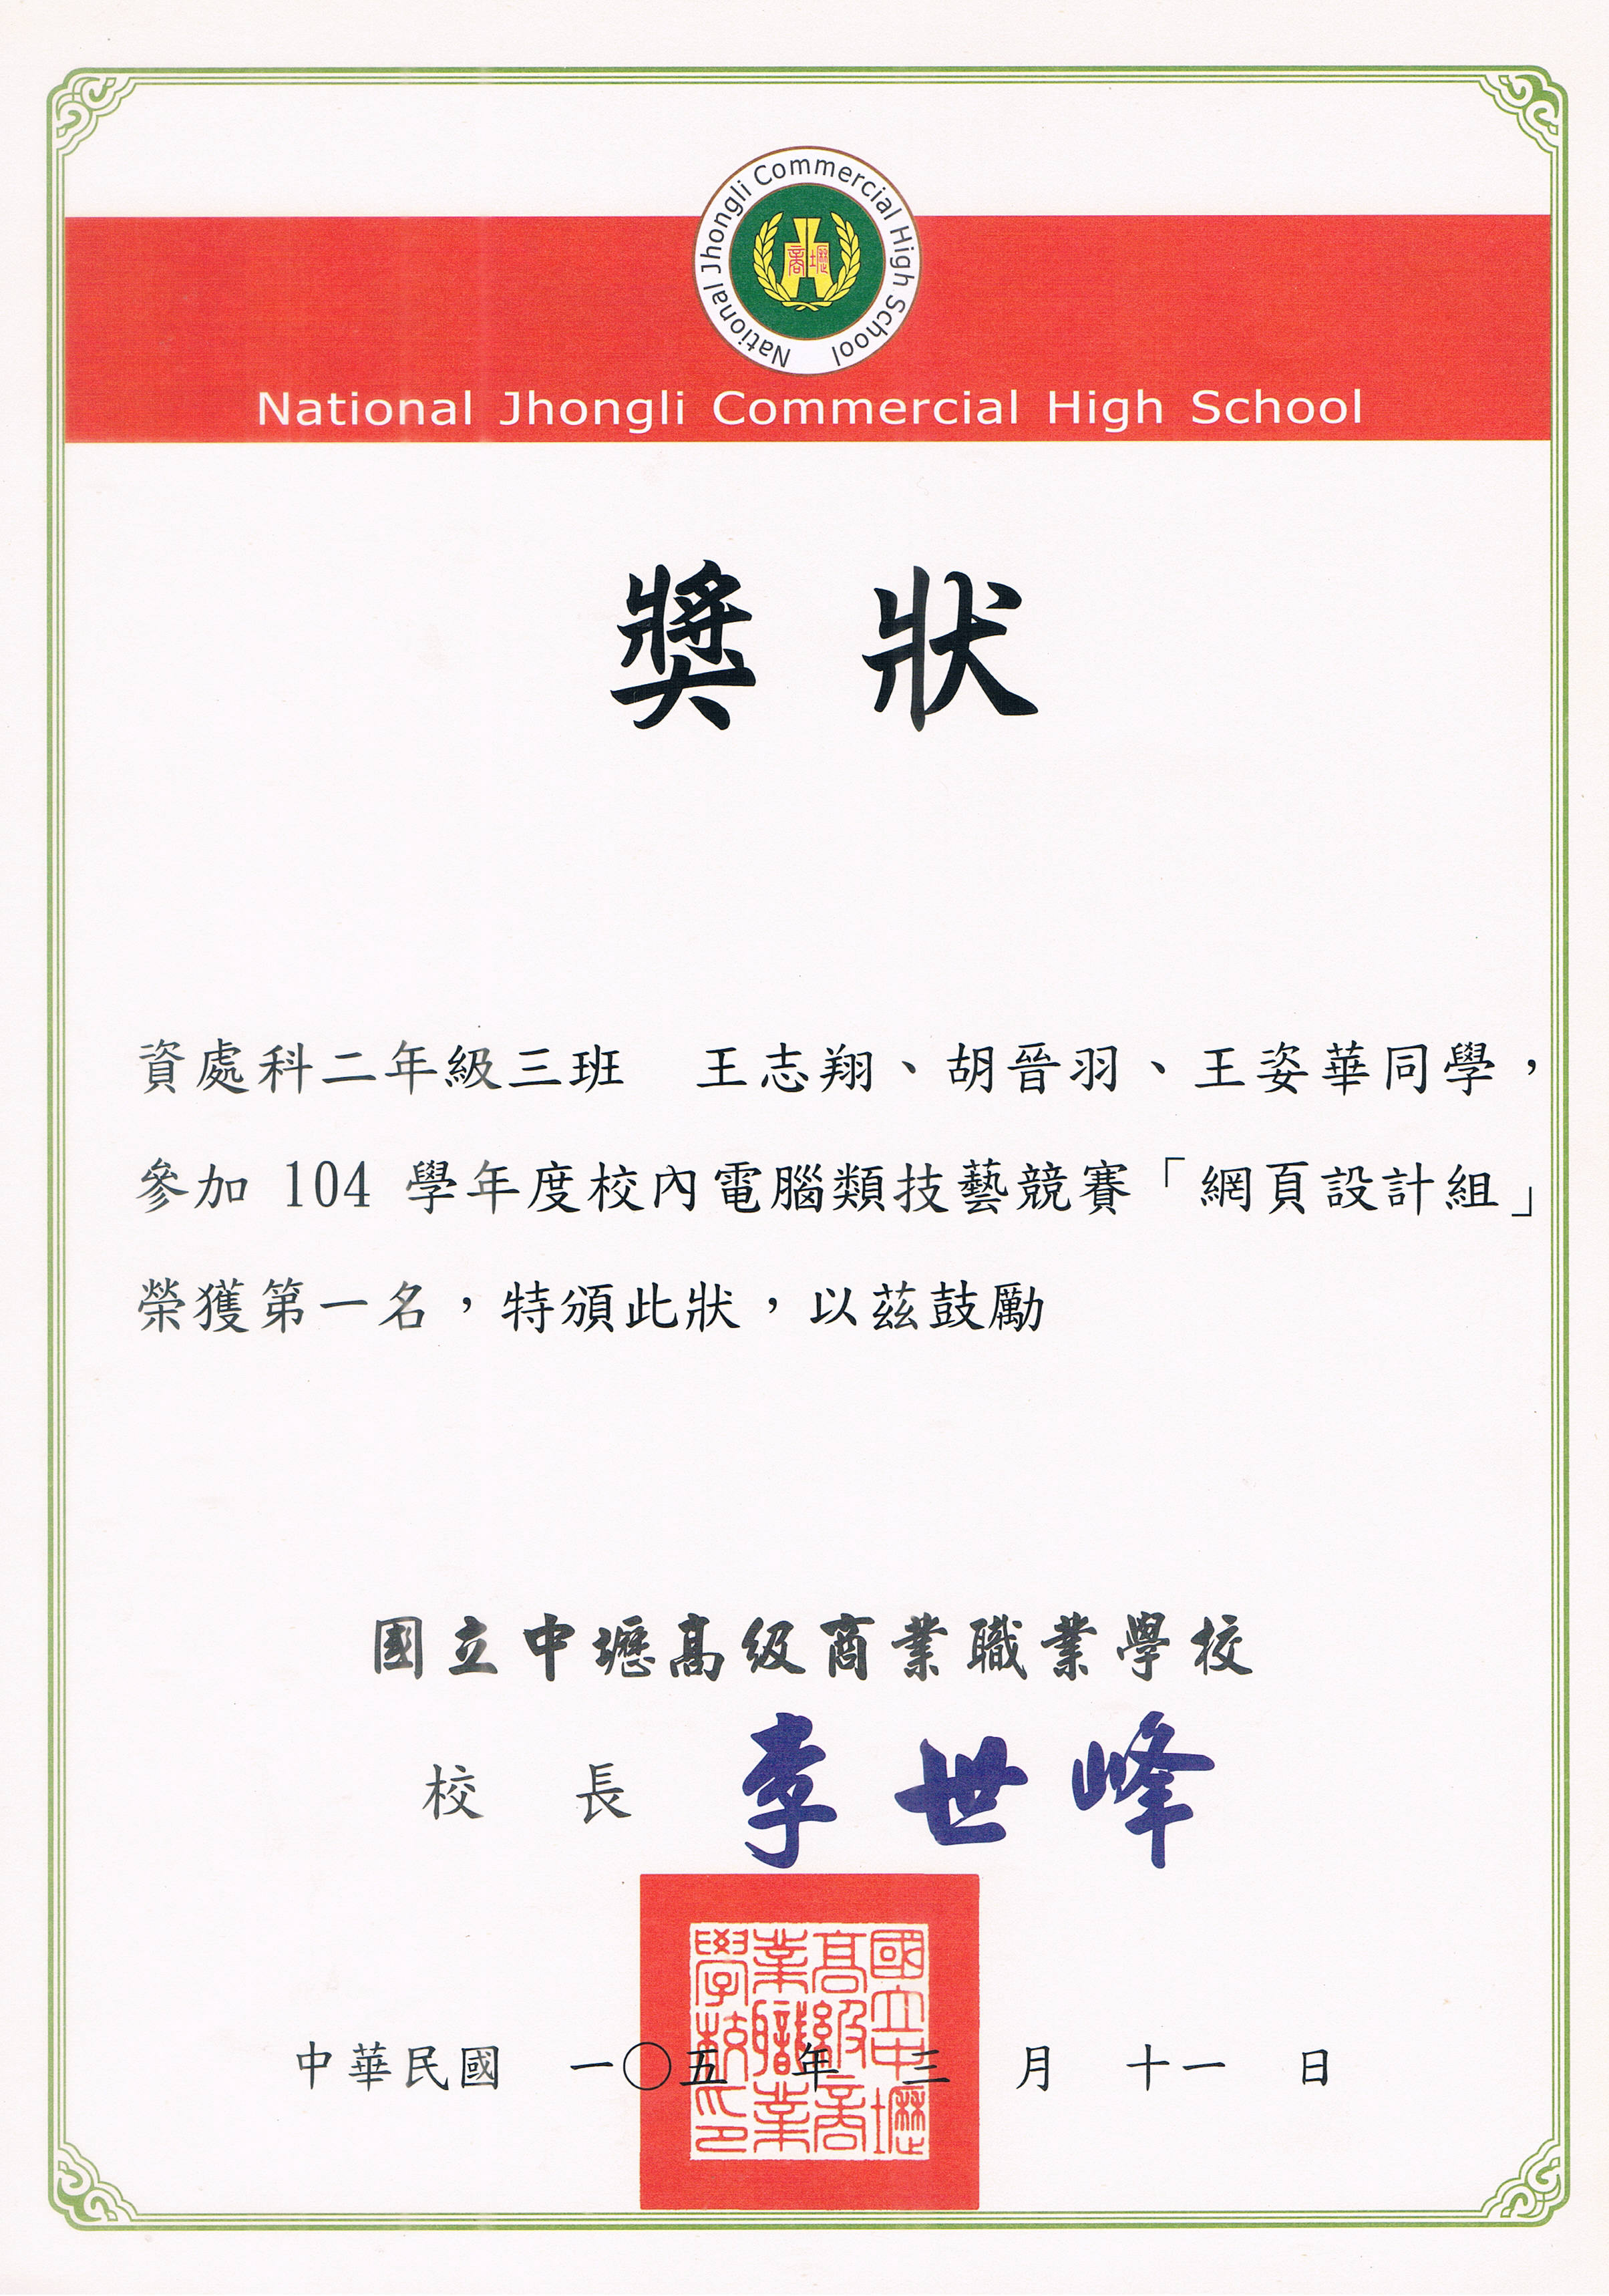 National Jhongli Commercial High School
商壢
National Jhongli Commercial High School
獎 狀
資處科二年級三班 王志翔、胡晉羽、王姿華同學，
參加 104 學年度校內電腦類技藝競賽「網頁設計組」
榮獲第一名，特頒此狀，以茲鼓勵
國立中壢高級商業職業學校
校 長 李世峰
國立中壢高級商業職業學校印
中華民國 一〇五 年 三 月 十一 日